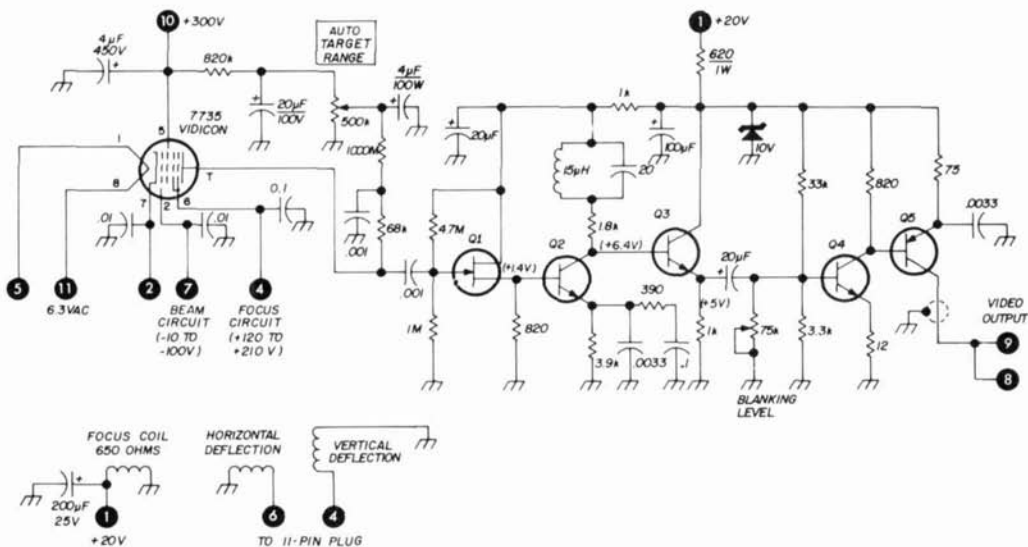 10
+300V
4µF
450V
+
820k
AUTO
TARGET
RANGE
+
20µF
100V
500k
+
4µF
100W
7735
VIDICON
1
5
8
7
2
6
T
.01
.01
0.1
1000M
.001
68k
5
11
2
7
4
6.3VAC
BEAM
CIRCUIT
(-10 TO
-100V)
FOCUS
CIRCUIT
(+120 TO
+210 V)
1
+20V
620
1W
1k
+
20µF
+
100µF
10V
15µH
20
1.8k
4.7M
.001
1M
Q1
(+1.4V)
820
Q2
(+6.4V)
Q3
390
3.9k
.0033
.1
(+5V)
1k
20µF
+
75k
BLANKING
LEVEL
33k
3.3k
820
Q4
12
75
Q5
.0033
VIDEO
OUTPUT
9
8
FOCUS COIL
650 OHMS
+
200µF
25V
1
+20V
HORIZONTAL
DEFLECTION
6
VERTICAL
DEFLECTION
4
TO 11-PIN PLUG